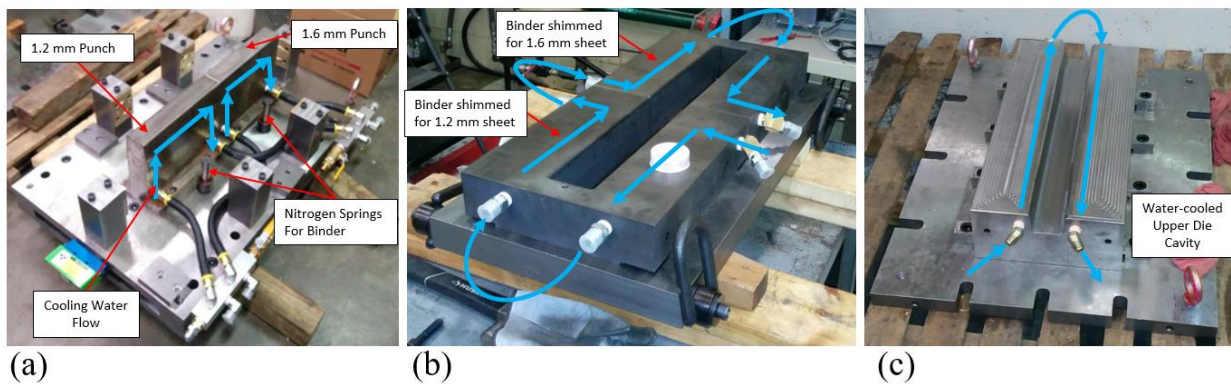 1.2 mm Punch
1.6 mm Punch
Nitrogen Springs
For Binder
Cooling Water
Flow
(a)
Binder shimmed
for 1.6 mm sheet
Binder shimmed
for 1.2 mm sheet
(b)
Water-cooled
Upper Die
Cavity
(c)